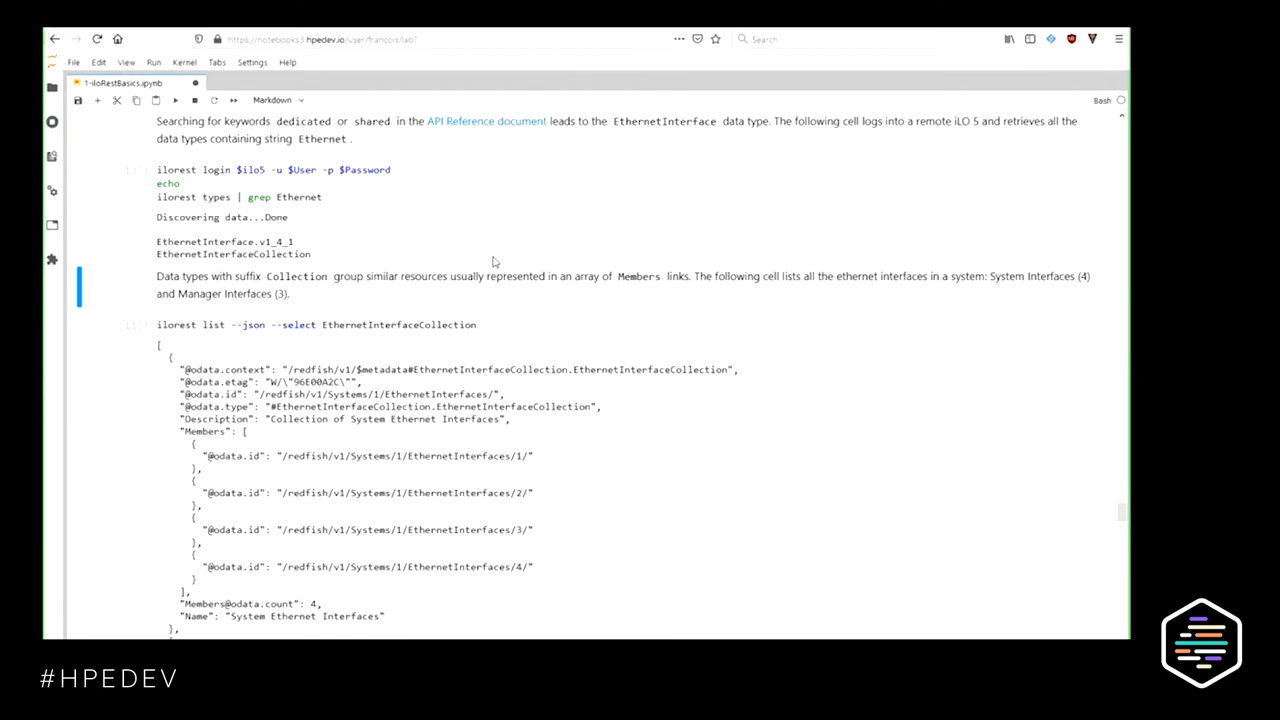 https://notebooks3.hpedev.io/user/francois/lab?
Search
File Edit View Run Kernel Tabs Settings Help
1-iloRestBasics.ipynb
Markdown
Bash
Searching for keywords dedicated or shared in the API Reference document leads to the EthernetInterface data type. The following cell logs into a remote iLO 5 and retrieves all the
data types containing string Ethernet .
ilorest login $ilo5 -u $User -p $Password
echo
ilorest types | grep Ethernet
Discovering data...Done
EthernetInterface.v1_4_1
EthernetInterfaceCollection
Data types with suffix Collection group similar resources usually represented in an array of Members links. The following cell lists all the ethernet interfaces in a system: System Interfaces (4)
and Manager Interfaces (3).
ilorest list --json --select EthernetInterfaceCollection
[
{
"@odata.context": "/redfish/v1/$metadata#EthernetInterfaceCollection.EthernetInterfaceCollection",
"@odata.etag": "W/\"96E00A2C\"",
"@odata.id": "/redfish/v1/Systems/1/EthernetInterfaces/",
"@odata.type": "#EthernetInterfaceCollection.EthernetInterfaceCollection",
"Description": "Collection of System Ethernet Interfaces",
"Members": [
{
"@odata.id": "/redfish/v1/Systems/1/EthernetInterfaces/1/"
},
{
"@odata.id": "/redfish/v1/Systems/1/EthernetInterfaces/2/"
},
{
"@odata.id": "/redfish/v1/Systems/1/EthernetInterfaces/3/"
},
{
"@odata.id": "/redfish/v1/Systems/1/EthernetInterfaces/4/"
}
],
"Members@odata.count": 4,
"Name": "System Ethernet Interfaces"
},
#HPEDEV